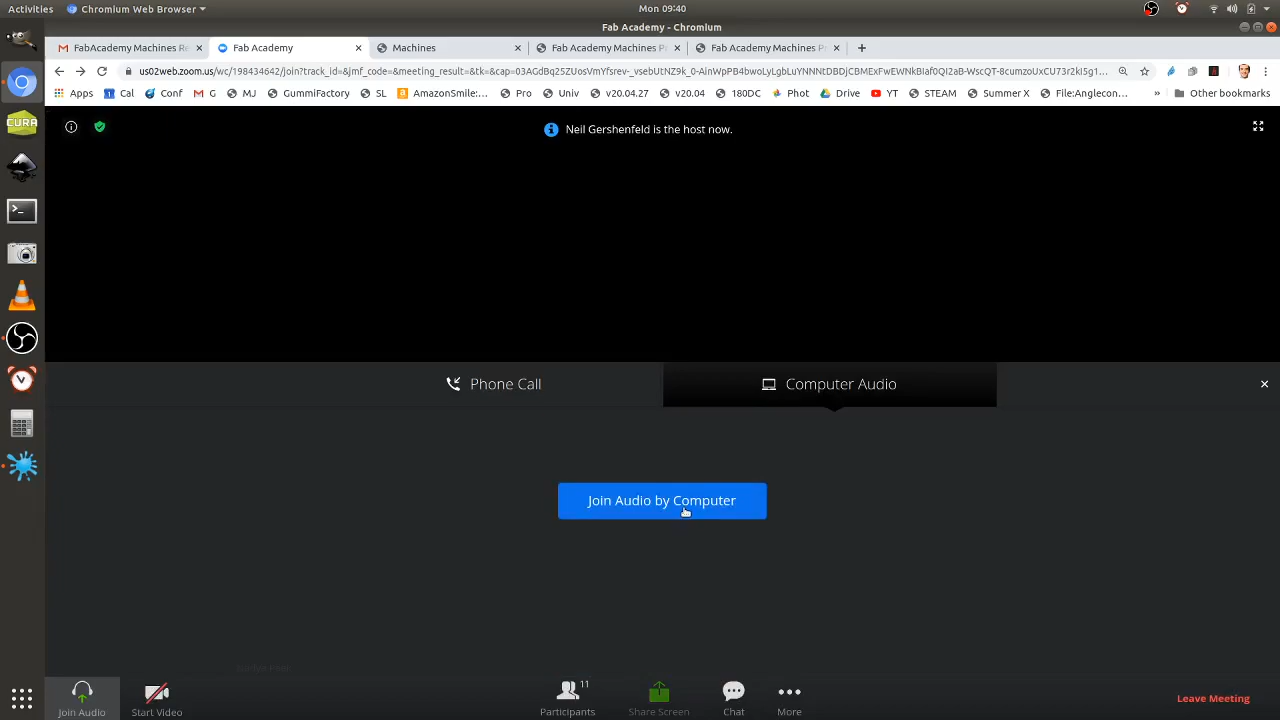 Activities Chromium Web Browser Mon 09:40
Fab Academy - Chromium
FabAcademy Machines Re Fab Academy Machines Fab Academy Machines P Fab Academy Machines P
Apps Cal Conf G MJ GummiFactory SL AmazonSmile:... Pro Univ v20.04.27 v20.04 180DC Phot Drive YT STEAM Summer X File:Anglecon... » Other bookmarks
Neil Gershenfeld is the host now.
CURA
Phone Call Computer Audio
Join Audio by Computer
11
Join Audio Start Video Participants Share Screen Chat More Leave Meeting